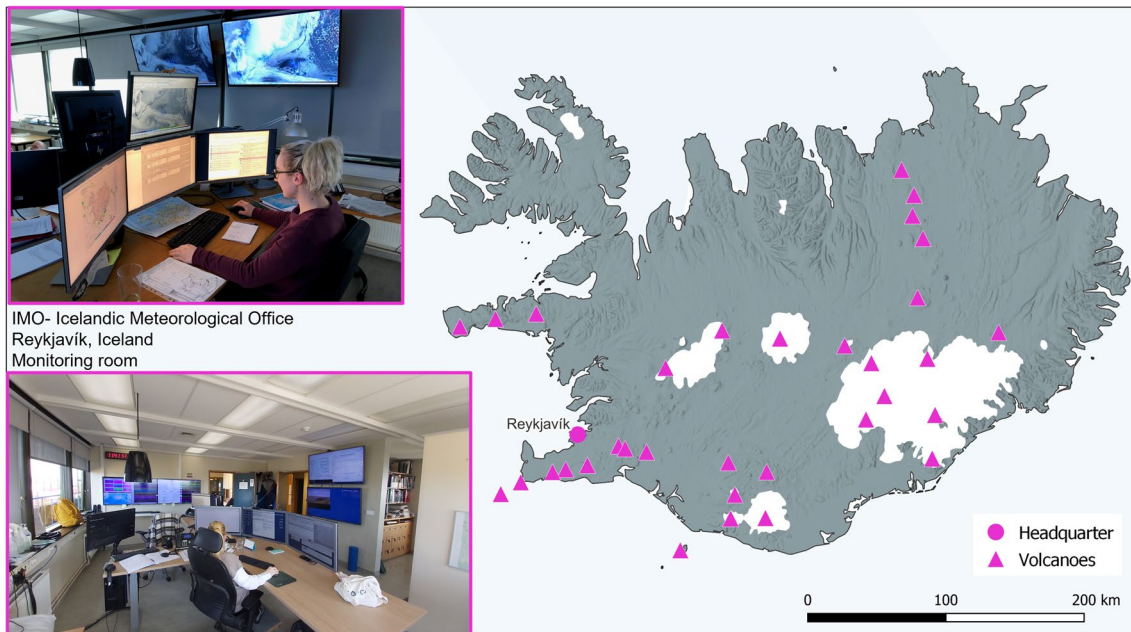 IMO- Icelandic Meteorological Office
Reykjavík, Iceland
Monitoring room
Reykjavík
Headquarter
Volcanoes
0 100 200 km